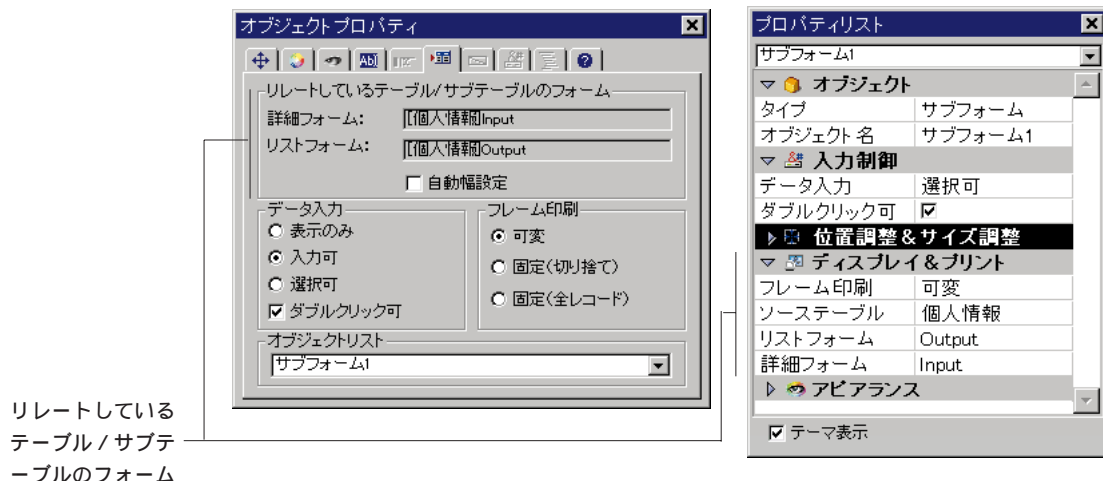 オブジェクトプロパティ
リレートしているテーブル/サブテーブルのフォーム
詳細フォーム: [個人情報]Input
リストフォーム: [個人情報]Output
自動幅設定
データ入力
表示のみ
入力可
選択可
ダブルクリック可
フレーム印刷
可変
固定(切り捨て)
固定(全レコード)
オブジェクトリスト
サブフォーム1
プロパティリスト
サブフォーム1
オブジェクト
タイプ サブフォーム
オブジェクト名 サブフォーム1
入力制御
データ入力 選択可
ダブルクリック可
位置調整&サイズ調整
ディスプレイ&プリント
フレーム印刷 可変
ソーステーブル 個人情報
リストフォーム Output
詳細フォーム Input
アピアランス
テーマ表示
リレートしている
テーブル/サブテ
ーブルのフォーム